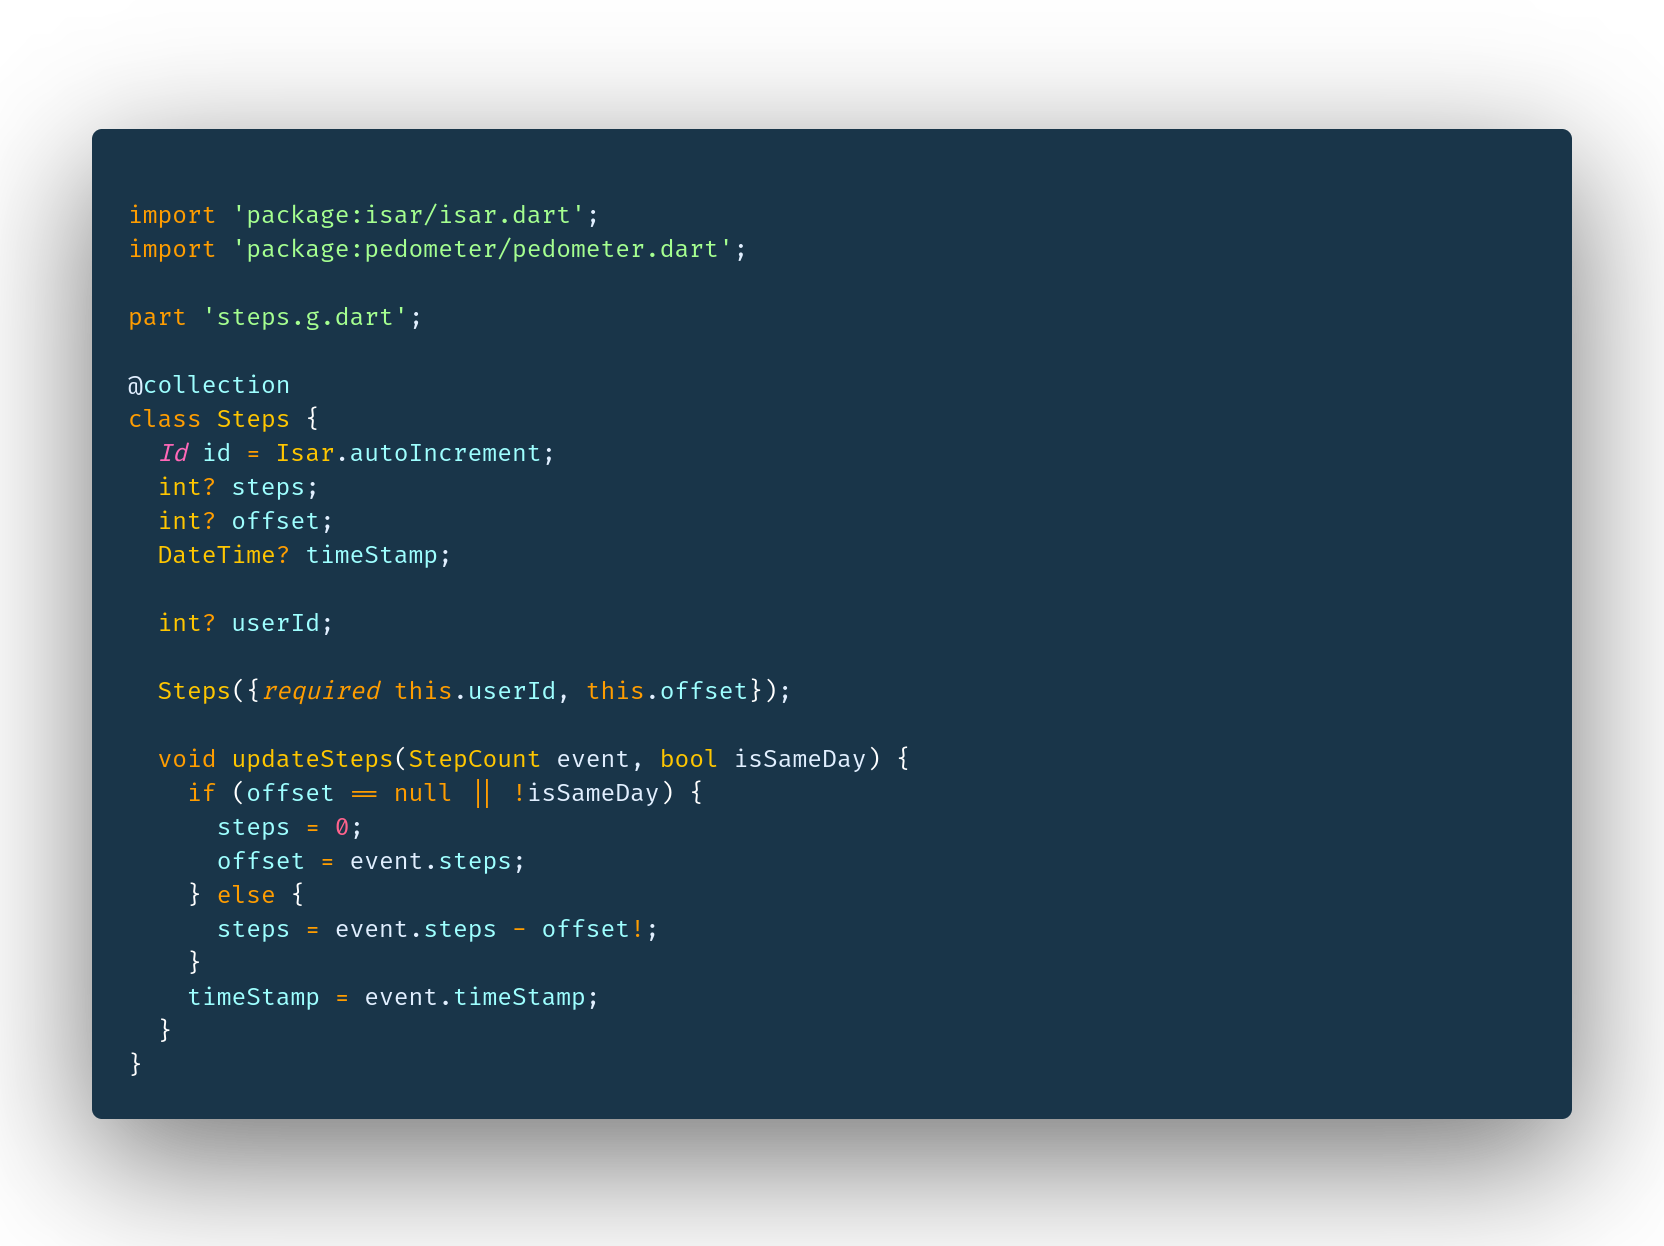 import 'package:isar/isar.dart';
import 'package:pedometer/pedometer.dart';

part 'steps.g.dart';

@collection
class Steps {
  Id id = Isar.autoIncrement;
  int? steps;
  int? offset;
  DateTime? timeStamp;

  int? userId;

  Steps({required this.userId, this.offset});

  void updateSteps(StepCount event, bool isSameDay) {
    if (offset == null || !isSameDay) {
      steps = 0;
      offset = event.steps;
    } else {
      steps = event.steps - offset!;
    }
    timeStamp = event.timeStamp;
  }
}